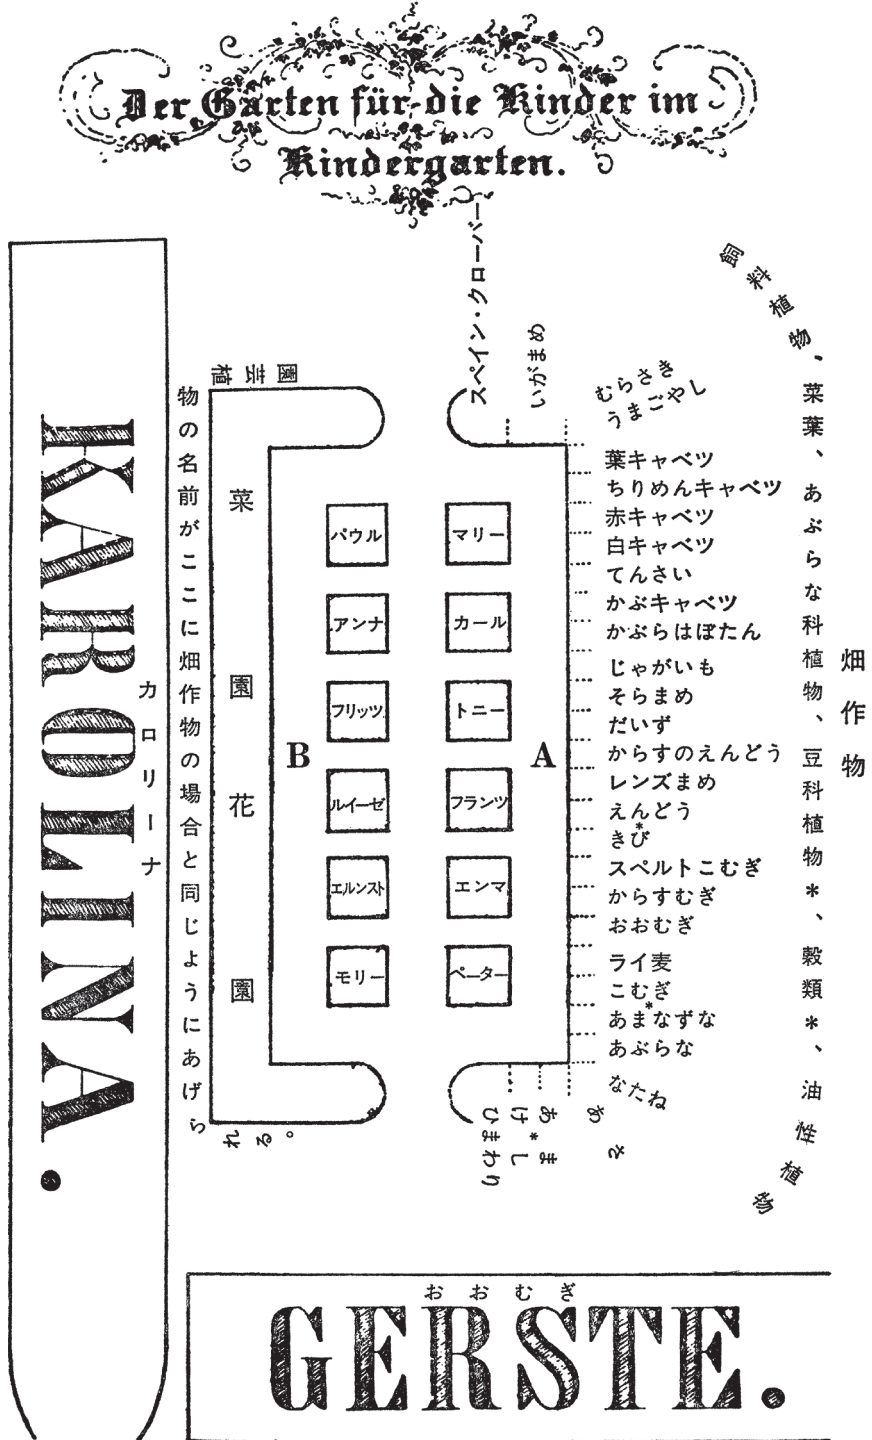 Der Garten für die Kinder im
Kindergarten.
飼料植物、菜葉、あぶらな科植物、豆科植物*、穀類*、油性植物
畑作物
スペイン・クローバー
いがまめ
むらさき
うまごやし
葉キャベツ
ちりめんキャベツ
赤キャベツ
白キャベツ
てんさい
かぶキャベツ
かぶらはぼたん
じゃがいも
そらまめ
だいず
からすのえんどう
レンズまめ
えんどう
きび*
スペルトこむぎ
からすむぎ
おおむぎ
ライ麦
こむぎ
あまなずな*
あぶらな
なたね
あさ
あま
けし*
ひまわり
A
マリー
カール
トニー
フランツ
エンマ
ペーター
パウル
アンナ
フリッツ
ルイーゼ
エルンスト
モリー
B
菜園
花園
園芸植物の名前がここに畑作物の場合と同じようにあげられる。
カロリーナ
KAROLINA.
おおむぎ
GERSTE.